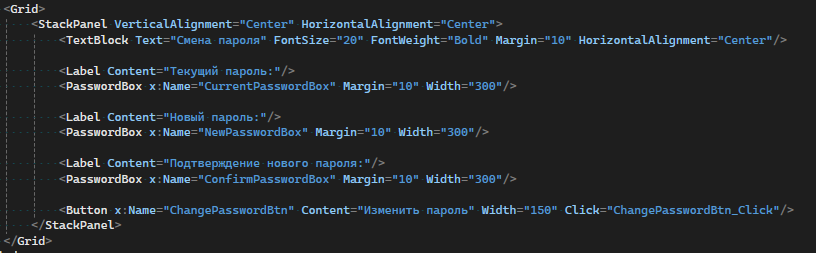 <Grid>
<StackPanel VerticalAlignment="Center" HorizontalAlignment="Center">
<TextBlock Text="Смена пароля" FontSize="20" FontWeight="Bold" Margin="10" HorizontalAlignment="Center"/>
<Label Content="Текущий пароль:"/>
<PasswordBox x:Name="CurrentPasswordBox" Margin="10" Width="300"/>
<Label Content="Новый пароль:"/>
<PasswordBox x:Name="NewPasswordBox" Margin="10" Width="300"/>
<Label Content="Подтверждение нового пароля:"/>
<PasswordBox x:Name="ConfirmPasswordBox" Margin="10" Width="300"/>
<Button x:Name="ChangePasswordBtn" Content="Изменить пароль" Width="150" Click="ChangePasswordBtn_Click"/>
</StackPanel>
</Grid>